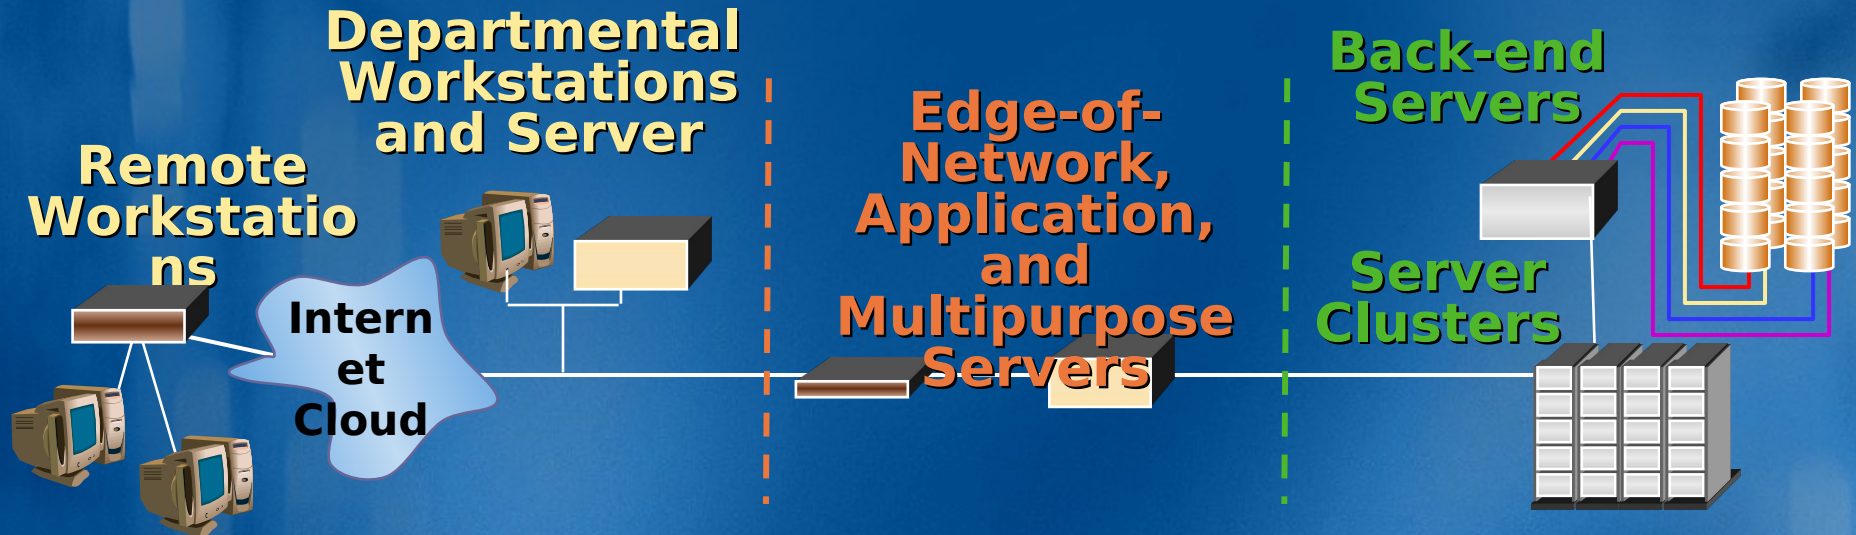 Departmental
Workstations
and Server
Remote
Workstatio
ns
Intern
et
Cloud
Edge-of-
Network,
Application,
and
Multipurpose
Servers
Back-end
Servers
Server
Clusters